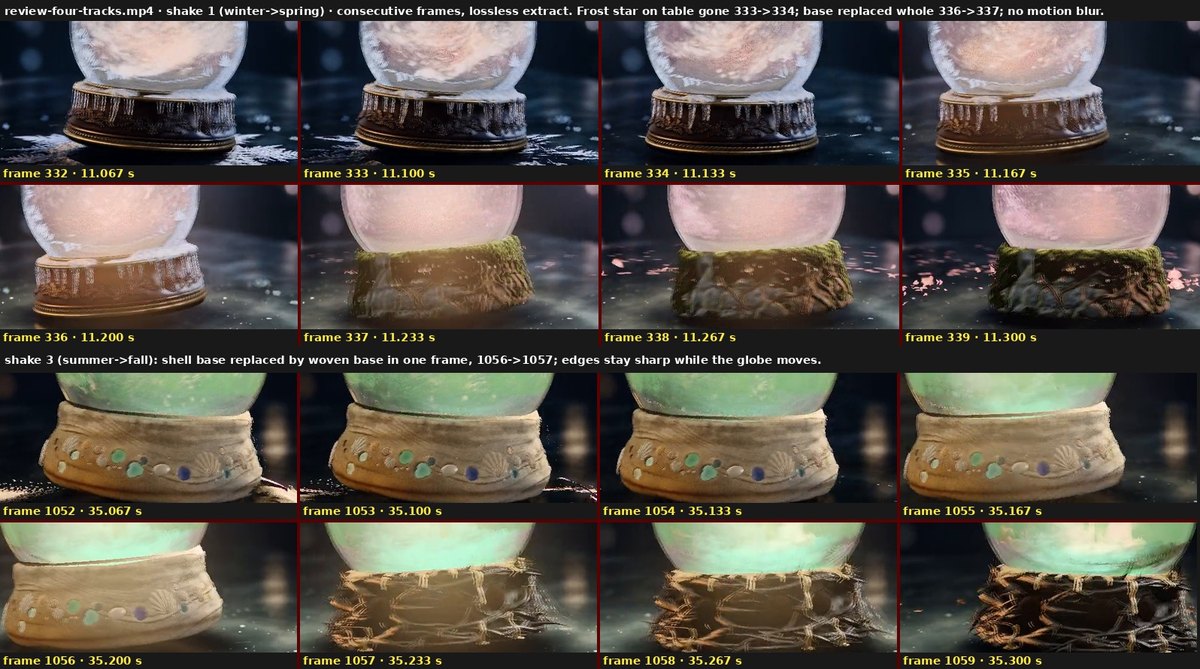 review-four-tracks.mp4 · shake 1 (winter->spring) · consecutive frames, lossless extract. Frost star on table gone 333->334; base replaced whole 336->337; no motion blur.
frame 332 · 11.067 s
frame 333 · 11.100 s
frame 334 · 11.133 s
frame 335 · 11.167 s
frame 336 · 11.200 s
frame 337 · 11.233 s
frame 338 · 11.267 s
frame 339 · 11.300 s
shake 3 (summer->fall): shell base replaced by woven base in one frame, 1056->1057; edges stay sharp while the globe moves.
frame 1052 · 35.067 s
frame 1053 · 35.100 s
frame 1054 · 35.133 s
frame 1055 · 35.167 s
frame 1056 · 35.200 s
frame 1057 · 35.233 s
frame 1058 · 35.267 s
frame 1059 · 35.300 s